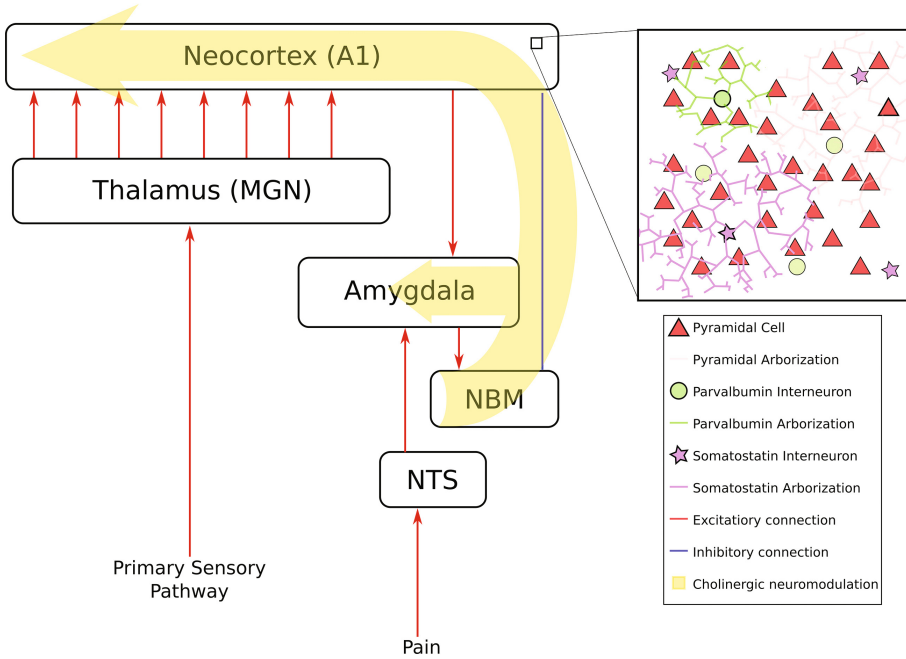 Neocortex (A1)
Thalamus (MGN)
Amygdala
NBM
NTS
Primary Sensory
Pathway
Pain
Pyramidal Cell
Pyramidal Arborization
Parvalbumin Interneuron
Parvalbumin Arborization
Somatostatin Interneuron
Somatostatin Arborization
Excitatiory connection
Inhibitory connection
Cholinergic neuromodulation